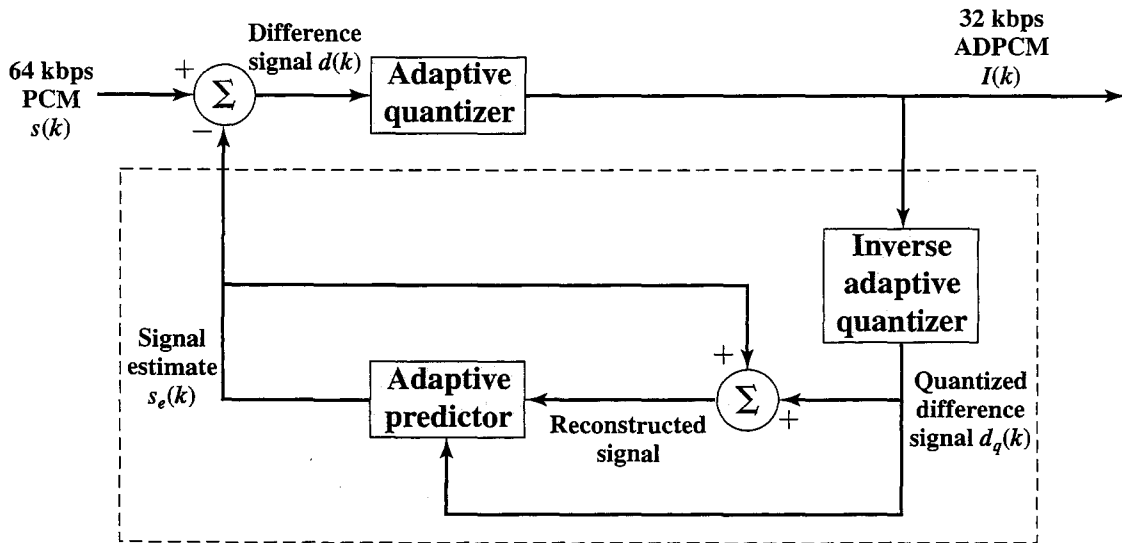 64 kbps
PCM
s(k)
+
Σ
−
Difference
signal d(k)
Adaptive
quantizer
32 kbps
ADPCM
I(k)
Inverse
adaptive
quantizer
Signal
estimate
s_e(k)
Adaptive
predictor
Reconstructed
signal
+
Σ
+
Quantized
difference
signal d_q(k)